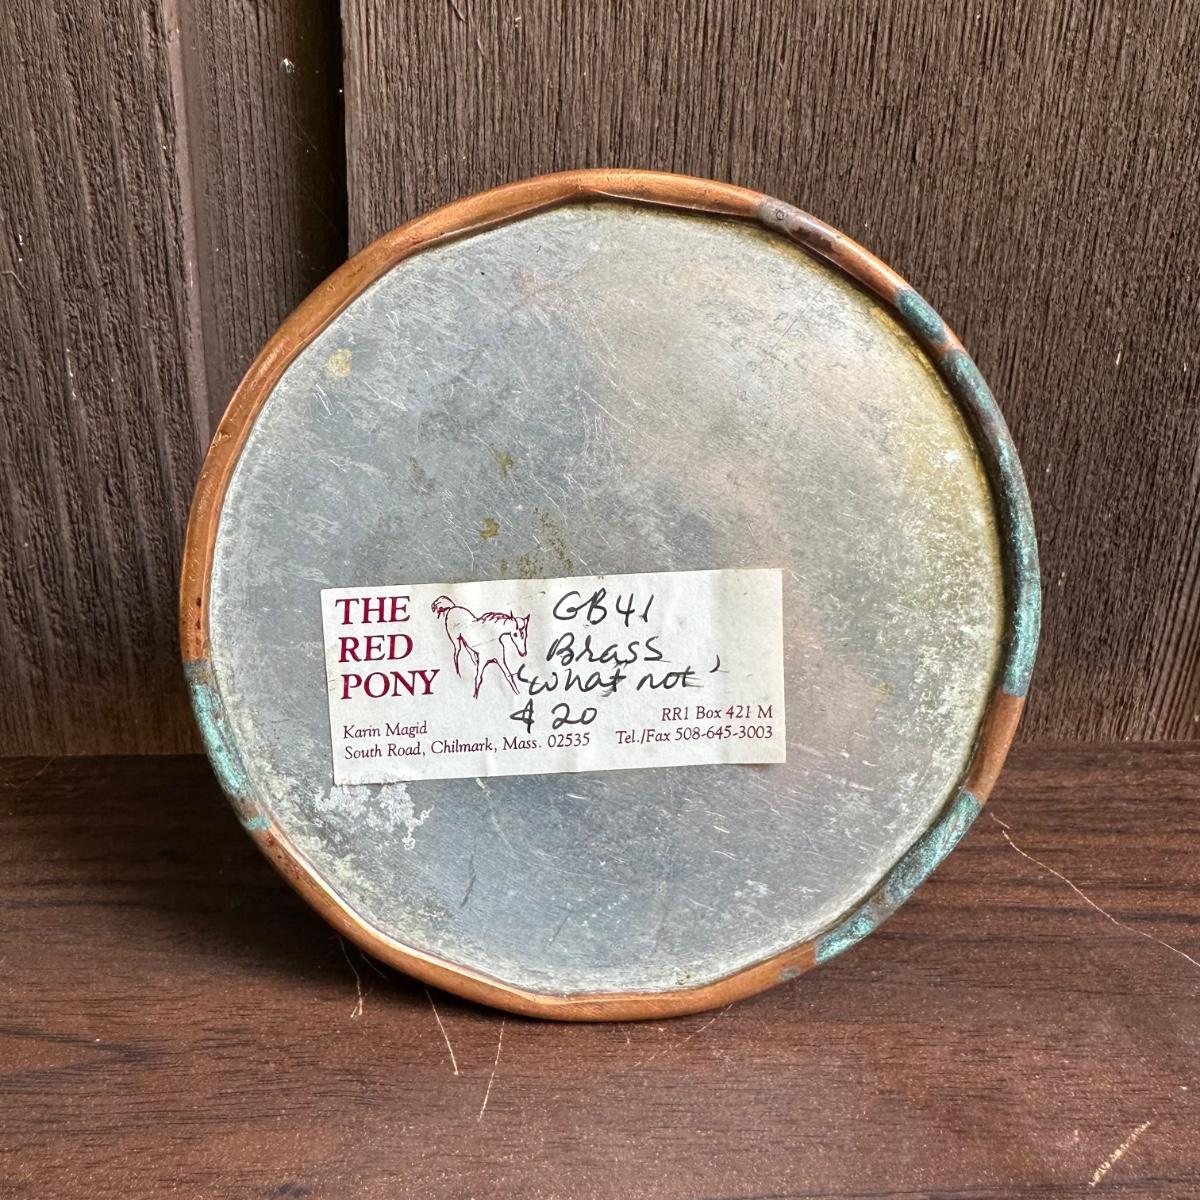 THE
RED
PONY
GB41
Brass
'what not'
$20
Karin Magid
South Road, Chilmark, Mass. 02535
RR1 Box 421 M
Tel./Fax 508-645-3003